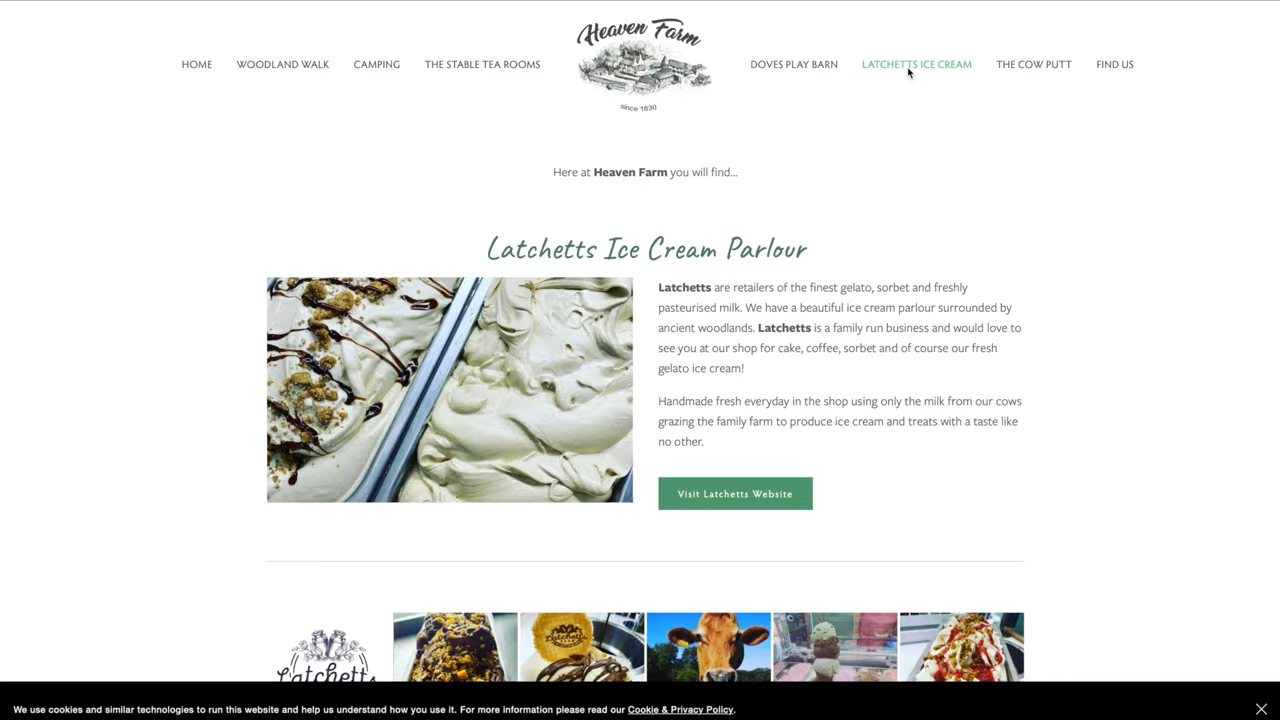 HOME WOODLAND WALK CAMPING THE STABLE TEA ROOMS
Heaven Farm
since 1830
DOVES PLAY BARN LATCHETTS ICE CREAM THE COW PUTT FIND US
Here at Heaven Farm you will find...
Latchetts Ice Cream Parlour
Latchetts are retailers of the finest gelato, sorbet and freshly
pasteurised milk. We have a beautiful ice cream parlour surrounded by
ancient woodlands. Latchetts is a family run business and would love to
see you at our shop for cake, coffee, sorbet and of course our fresh
gelato ice cream!
Handmade fresh everyday in the shop using only the milk from our cows
grazing the family farm to produce ice cream and treats with a taste like
no other.
Visit Latchetts Website
Latchetts
Latchetts
We use cookies and similar technologies to run this website and help us understand how you use it. For more information please read our Cookie & Privacy Policy.